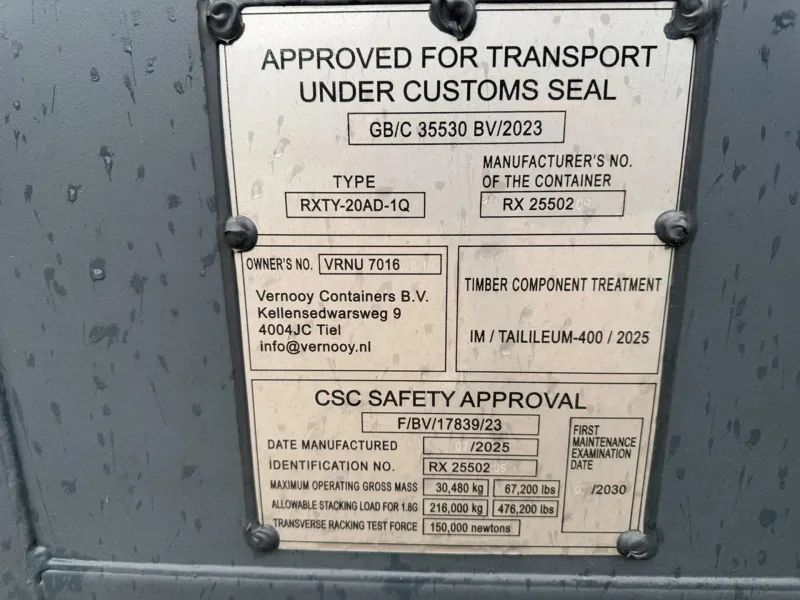 APPROVED FOR TRANSPORT
UNDER CUSTOMS SEAL
GB/C 35530 BV/2023
TYPE
RXTY-20AD-1Q
MANUFACTURER'S NO.
OF THE CONTAINER
RX 25502
OWNER'S NO. VRNU 7016
Vernooy Containers B.V.
Kellensedwarsweg 9
4004JC Tiel
info@vernooy.nl
TIMBER COMPONENT TREATMENT
IM / TAILILEUM-400 / 2025
CSC SAFETY APPROVAL
F/BV/17839/23
DATE MANUFACTURED /2025
IDENTIFICATION NO. RX 25502
MAXIMUM OPERATING GROSS MASS 30,480 kg 67,200 lbs
ALLOWABLE STACKING LOAD FOR 1.8G 216,000 kg 476,200 lbs
TRANSVERSE RACKING TEST FORCE 150,000 newtons
FIRST
MAINTENANCE
EXAMINATION
DATE
/2030